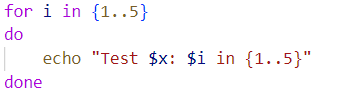 for i in {1..5}
do
    echo "Test $x: $i in {1..5}"
done